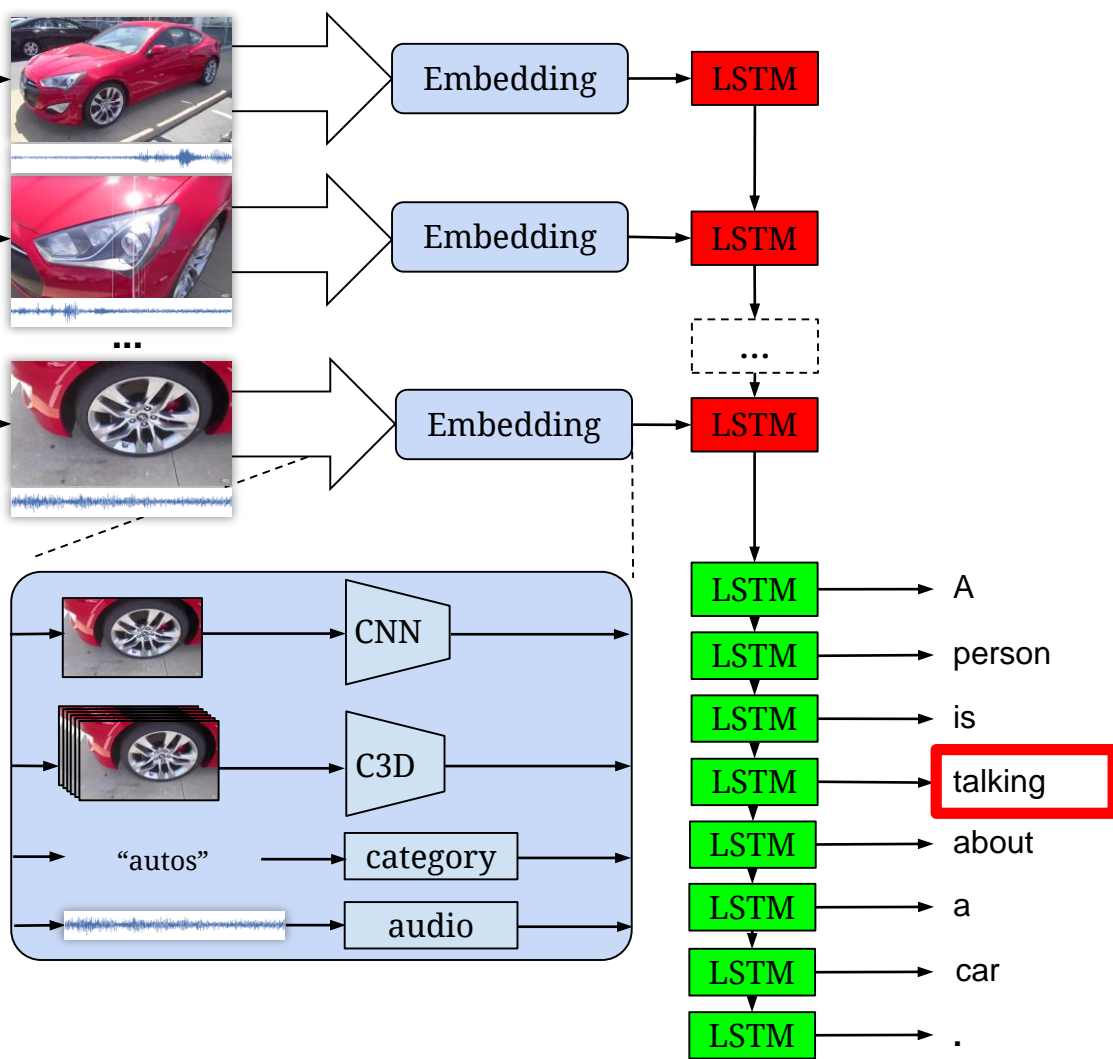 Embedding
LSTM
Embedding
LSTM
...
...
Embedding
LSTM
LSTM
A
CNN
LSTM
person
LSTM
is
C3D
LSTM
talking
LSTM
about
“autos”
category
LSTM
a
audio
LSTM
car
LSTM
.